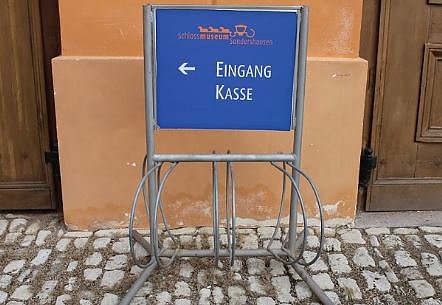 Schlossmuseum
Sondershausen
← EINGANG
KASSE